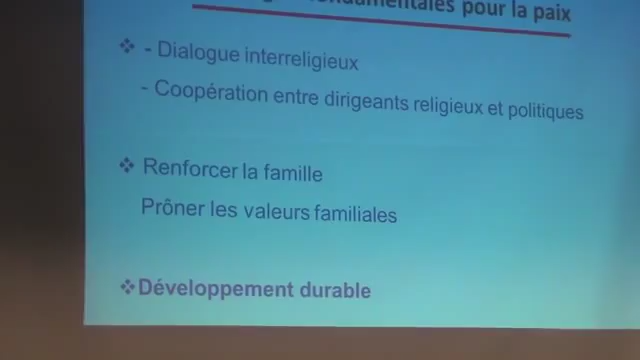 pour la paix
❖ - Dialogue interreligieux
- Coopération entre dirigeants religieux et politiques
❖ Renforcer la famille
Prôner les valeurs familiales
❖Développement durable